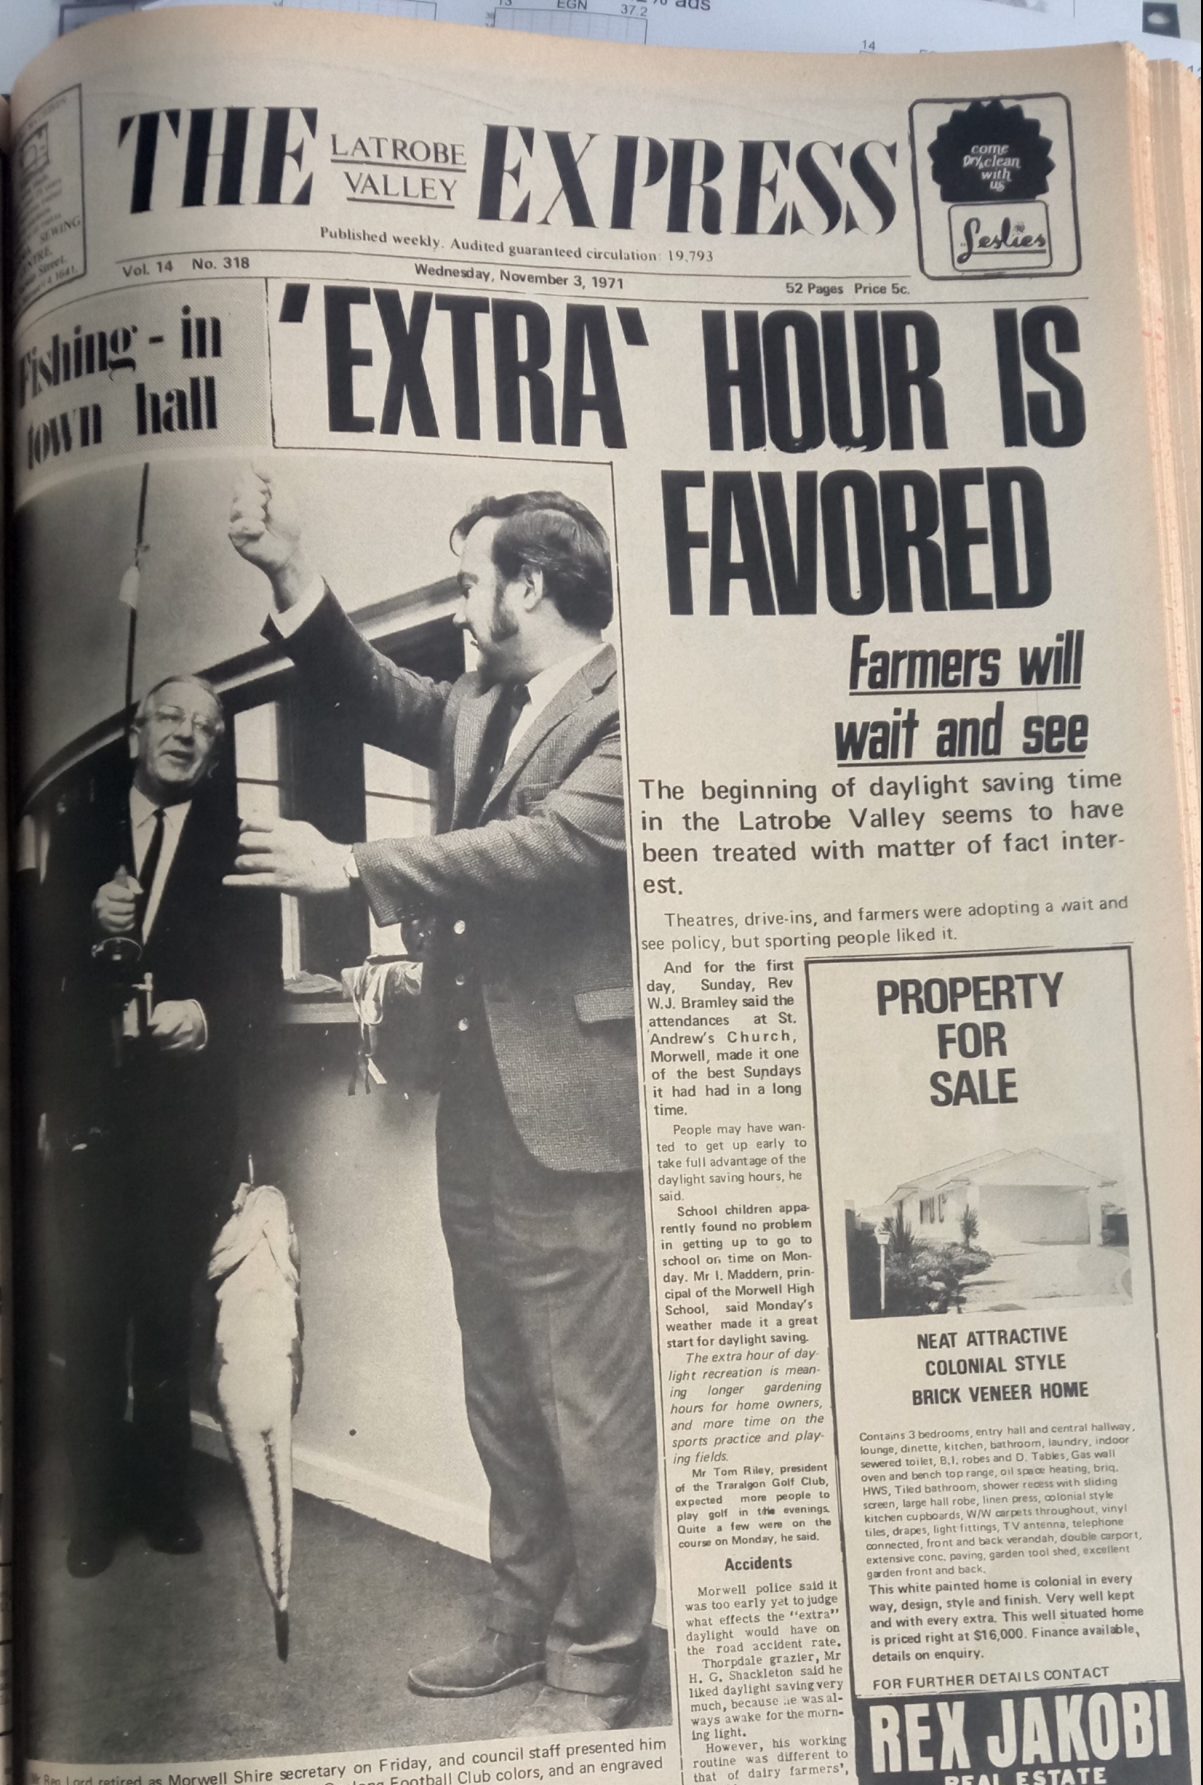 EGN
37.2
ads
14
THE LATROBE VALLEY EXPRESS
Published weekly. Audited guaranteed circulation: 19,793
Vol. 14 No. 318
Wednesday, November 3, 1971
52 Pages Price 5c.
come
Dry clean
with
us
Leslies
SEWING
Fishing - in
town hall
'EXTRA' HOUR IS
FAVORED
Farmers will
wait and see
The beginning of daylight saving time
in the Latrobe Valley seems to have
been treated with matter of fact inter-
est.
Theatres, drive-ins, and farmers were adopting a wait and
see policy, but sporting people liked it.
And for the first
day, Sunday, Rev
W.J. Bramley said the
attendances at St.
Andrew's Church,
Morwell, made it one
of the best Sundays
it had had in a long
time.
People may have wan-
ted to get up early to
take full advantage of the
daylight saving hours, he
said.
School children appa-
rently found no problem
in getting up to go to
school on time on Mon-
day. Mr I. Maddern, prin-
cipal of the Morwell High
School, said Monday's
weather made it a great
start for daylight saving.
The extra hour of day-
light recreation is mean-
ing longer gardening
hours for home owners,
and more time on the
sports practice and play-
ing fields.
Mr Tom Riley, president
of the Traralgon Golf Club,
expected more people to
play golf in the evenings.
Quite a few were on the
course on Monday, he said.
Accidents
Morwell police said it
was too early yet to judge
what effects the "extra"
daylight would have on
the road accident rate.
Thorpdale grazier, Mr
H. G. Shackleton said he
liked daylight saving very
much, because he was al-
ways awake for the morn-
ing light.
However, his working
routine was different to
that of dairy farmers',
PROPERTY
FOR
SALE
NEAT ATTRACTIVE
COLONIAL STYLE
BRICK VENEER HOME
Contains 3 bedrooms, entry hall and central hallway,
lounge, dinette, kitchen, bathroom, laundry, indoor
sewered toilet, B.I. robes and D. Tables, Gas wall
oven and bench top range, oil space heating, briq.
HWS, Tiled bathroom, shower recess with sliding
screen, large hall robe, linen press, colonial style
kitchen cupboards, W/W carpets throughout, vinyl
tiles, drapes, light fittings, TV antenna, telephone
connected, front and back verandah, double carport,
extensive conc. paving, garden tool shed, excellent
garden front and back.
This white painted home is colonial in every
way, design, style and finish. Very well kept
and with every extra. This well situated home
is priced right at $16,000. Finance available,
details on enquiry.
FOR FURTHER DETAILS CONTACT
REX JAKOBI
REAL ESTATE
Mr Reg Lord retired as Morwell Shire secretary on Friday, and council staff presented him
Football Club colors, and an engraved